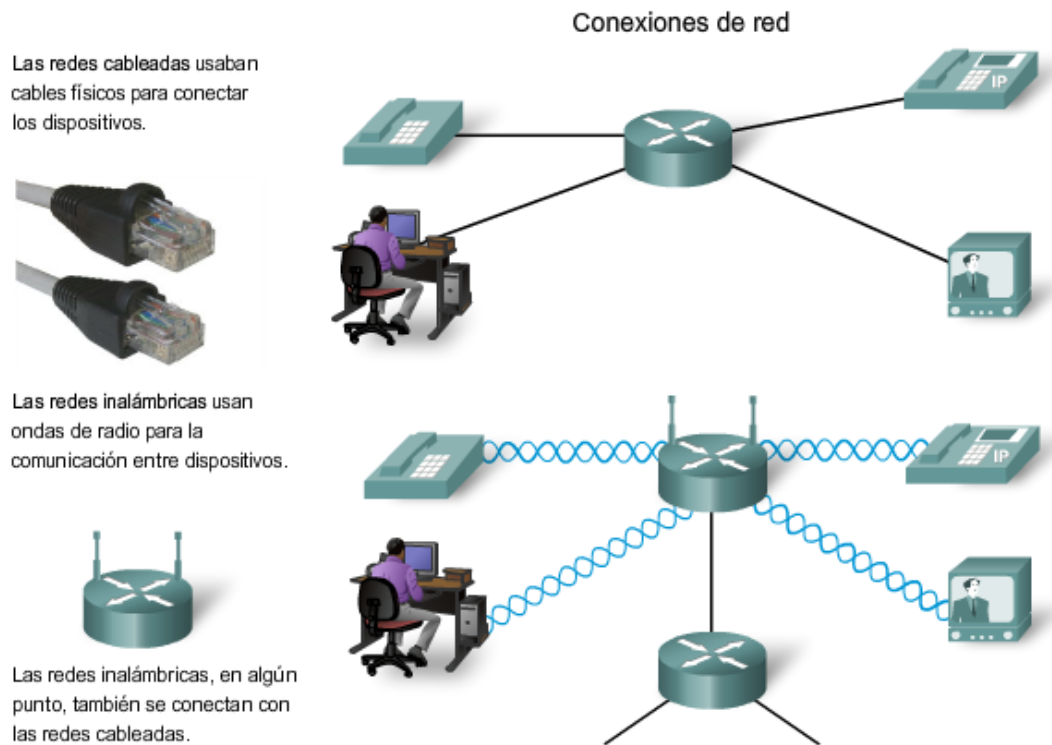 Conexiones de red
Las redes cableadas usaban
cables físicos para conectar
los dispositivos.
IP
Las redes inalámbricas usan
ondas de radio para la
comunicación entre dispositivos.
IP
Las redes inalámbricas, en algún
punto, también se conectan con
las redes cableadas.